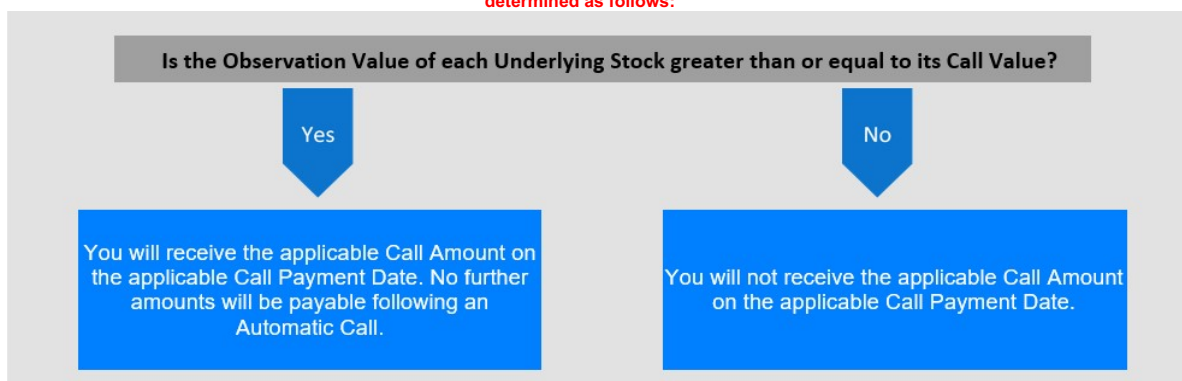 determined as follows:
Is the Observation Value of each Underlying Stock greater than or equal to its Call Value?
Yes
No
You will receive the applicable Call Amount on
the applicable Call Payment Date. No further
amounts will be payable following an
Automatic Call.
You will not receive the applicable Call Amount
on the applicable Call Payment Date.